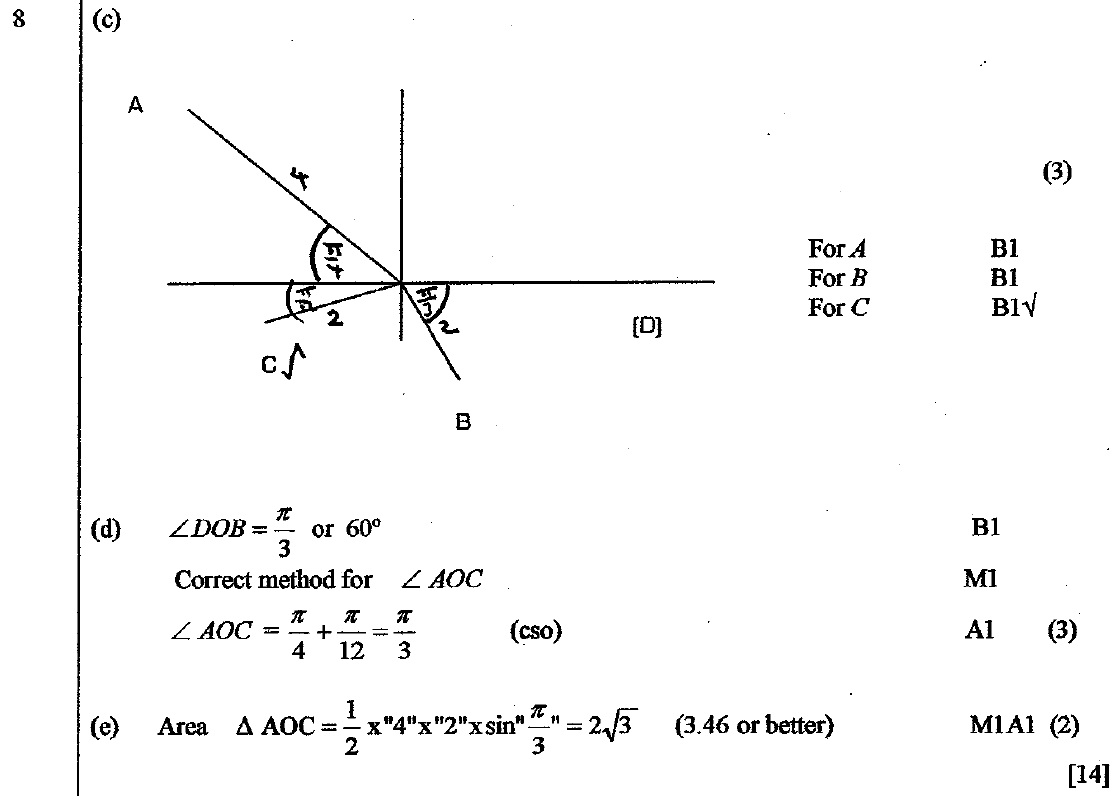 8 (c)
A
4
(3)
π/4
For A B1
For B B1
For C B1√
π/12
π/3
2
2
[D]
C √
B
(d) ∠DOB = π/3 or 60° B1
Correct method for ∠ AOC M1
∠ AOC = π/4 + π/12 = π/3 (cso) A1 (3)
(e) Area Δ AOC = 1/2 x"4"x"2"x sin" π/3 " = 2√3 (3.46 or better) M1A1 (2)
[14]